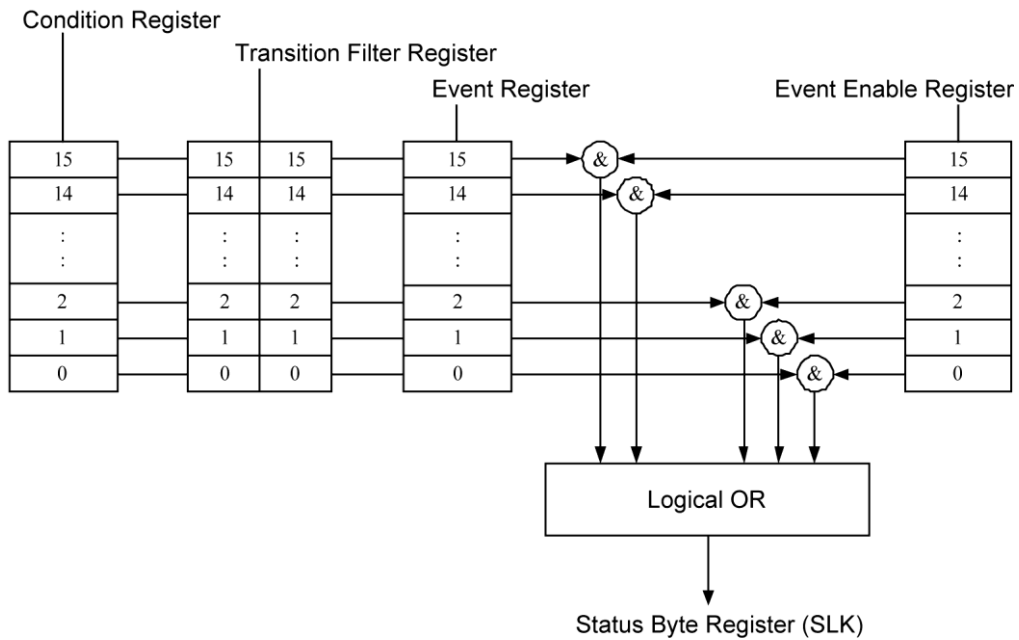 Condition Register
Transition Filter Register
Event Register
Event Enable Register
15 15 15 15 & 15
14 14 14 14 & 14
: : : : :
: : : : :
2 2 2 2 & 2
1 1 1 1 & 1
0 0 0 0 & 0
Logical OR
Status Byte Register (SLK)